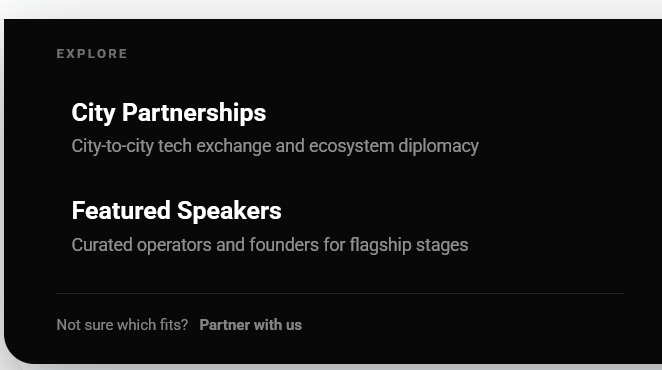 EXPLORE
City Partnerships
City-to-city tech exchange and ecosystem diplomacy
Featured Speakers
Curated operators and founders for flagship stages
Not sure which fits? Partner with us